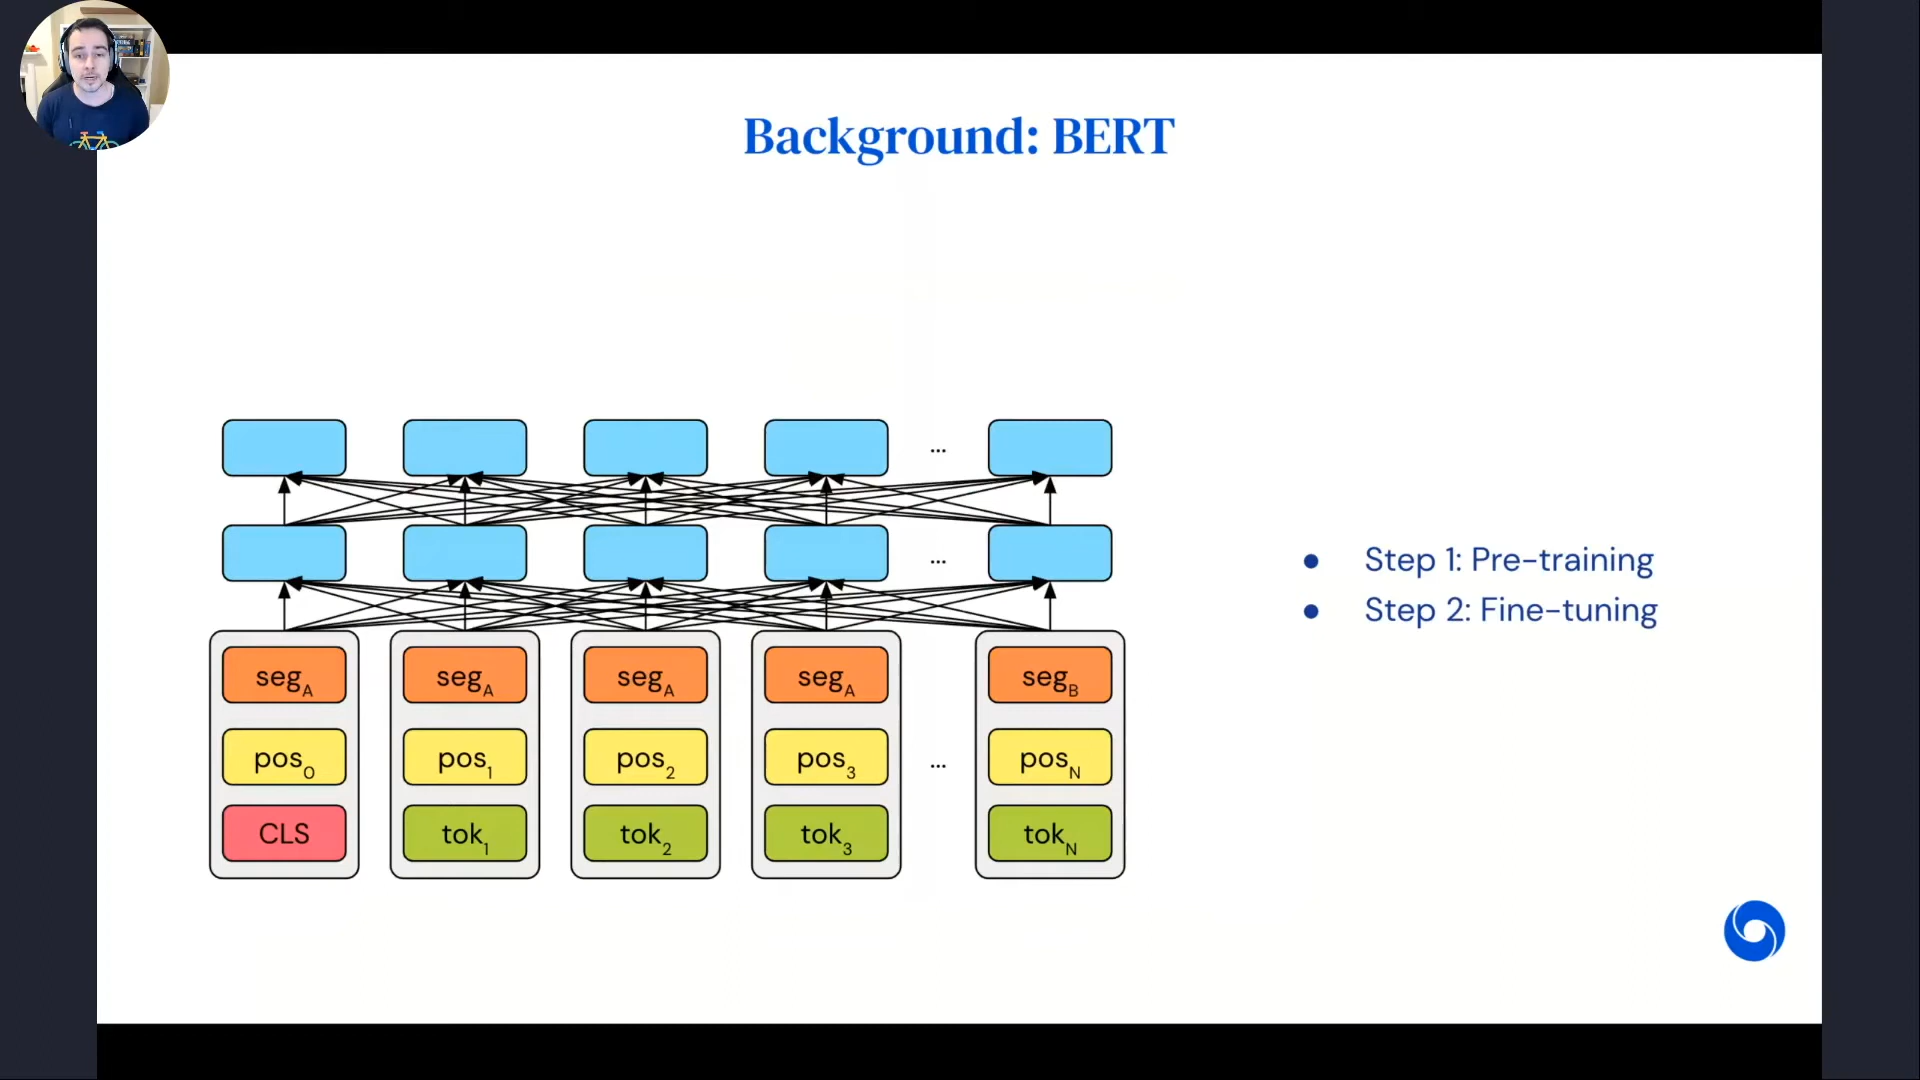 Background: BERT
...
...
Step 1: Pre-training
Step 2: Fine-tuning
seg_A seg_A seg_A seg_A seg_B
pos_0 pos_1 pos_2 pos_3 ... pos_N
CLS tok_1 tok_2 tok_3 tok_N